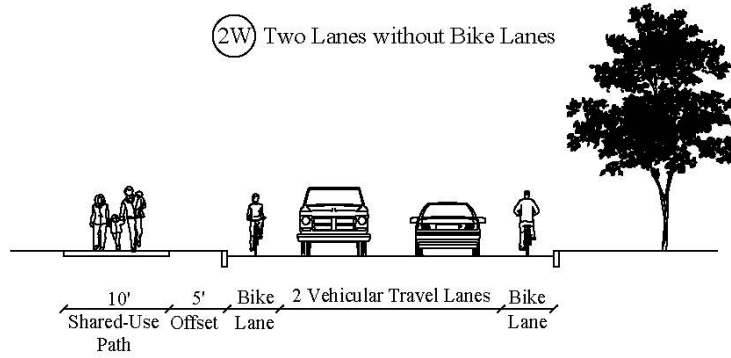 2W Two Lanes without Bike Lanes
10' 5' Bike 2 Vehicular Travel Lanes Bike
Shared-Use Offset Lane Lane
Path